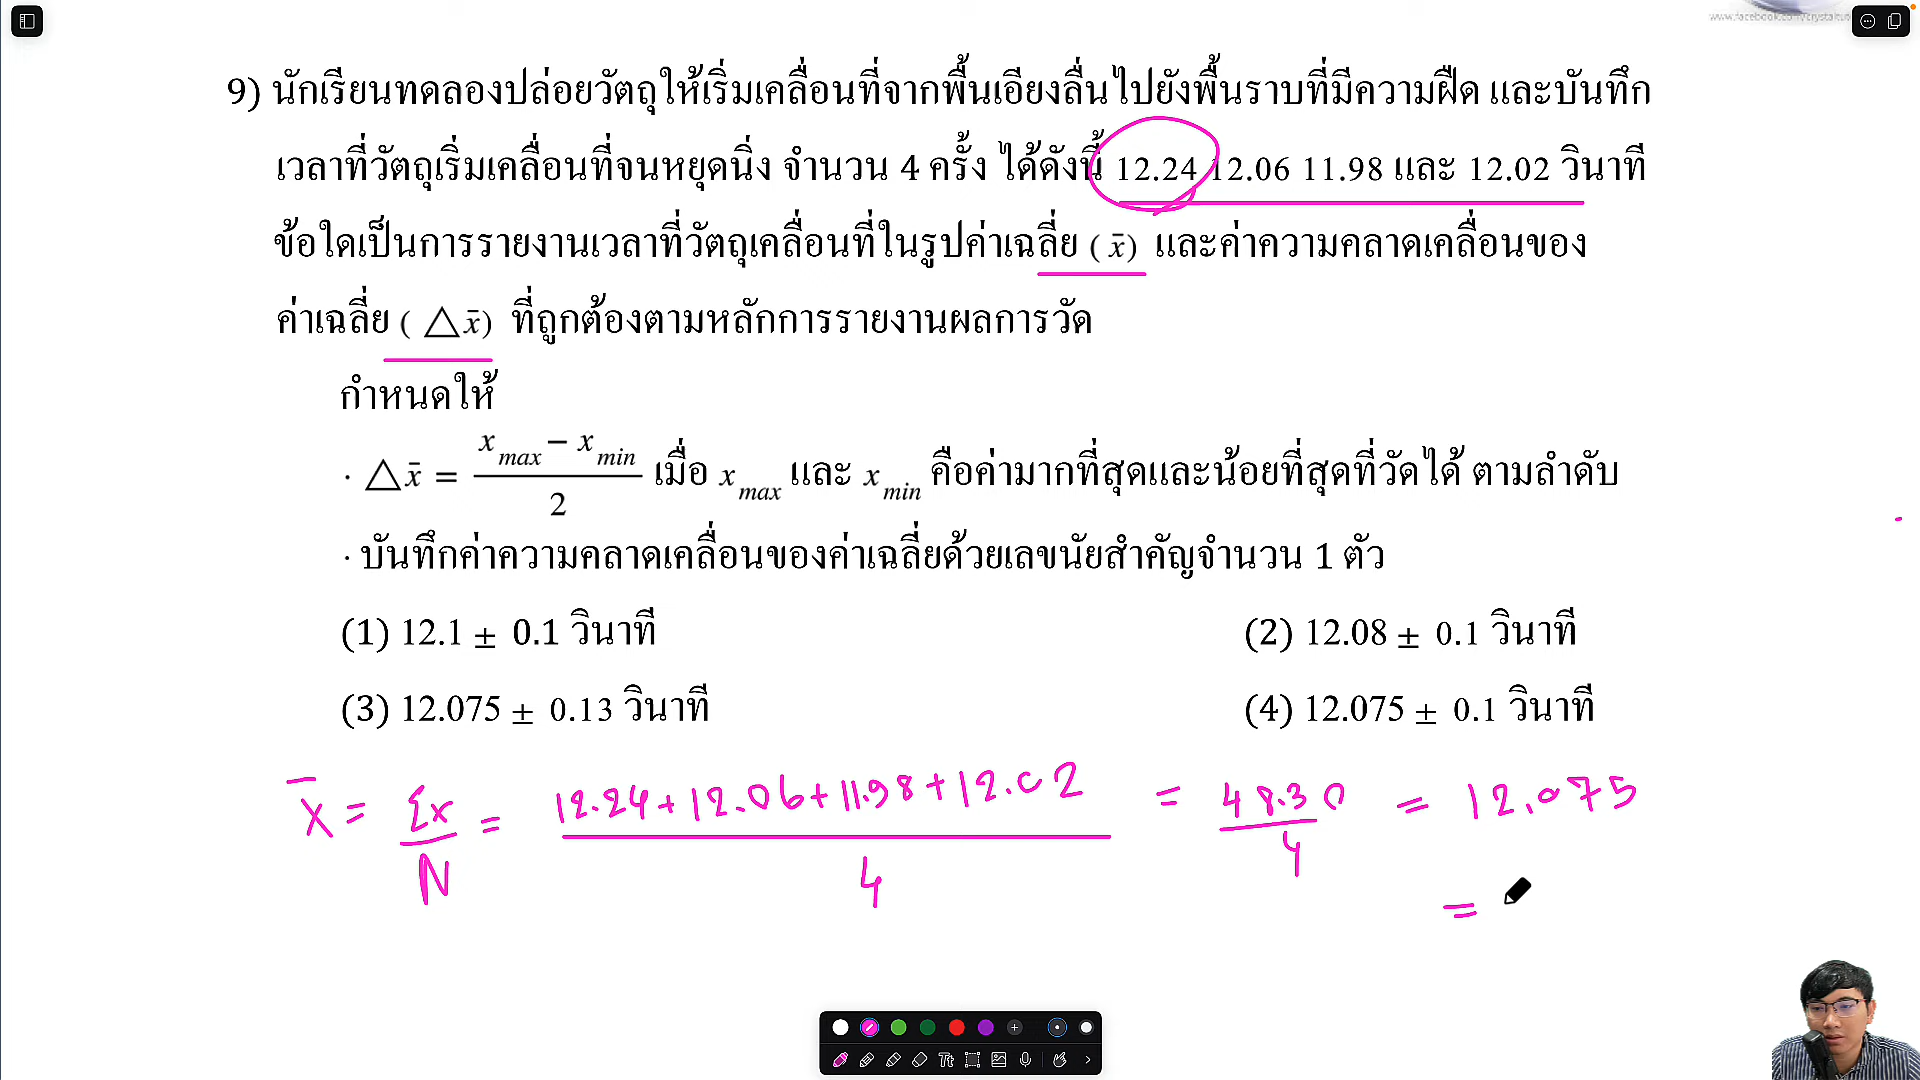 9) นักเรียนทดลองปล่อยวัตถุให้เริ่มเคลื่อนที่จากพื้นเอียงลื่นไปยังพื้นราบที่มีความฝืด และบันทึก
เวลาที่วัตถุเริ่มเคลื่อนที่จนหยุดนิ่ง จำนวน 4 ครั้ง ได้ดังนี้ 12.24 12.06 11.98 และ 12.02 วินาที
ข้อใดเป็นการรายงานเวลาที่วัตถุเคลื่อนที่ในรูปค่าเฉลี่ย (x̄) และค่าความคลาดเคลื่อนของ
ค่าเฉลี่ย (△x̄) ที่ถูกต้องตามหลักการรายงานผลการวัด
กำหนดให้
· △x̄ = (x_max − x_min)/2 เมื่อ x_max และ x_min คือค่ามากที่สุดและน้อยที่สุดที่วัดได้ ตามลำดับ
· บันทึกค่าความคลาดเคลื่อนของค่าเฉลี่ยด้วยเลขนัยสำคัญจำนวน 1 ตัว
(1) 12.1 ± 0.1 วินาที (2) 12.08 ± 0.1 วินาที
(3) 12.075 ± 0.13 วินาที (4) 12.075 ± 0.1 วินาที
x̄ = Σx/N = (12.24+12.06+11.98+12.02)/4 = 48.30/4 = 12.075
=
Tt